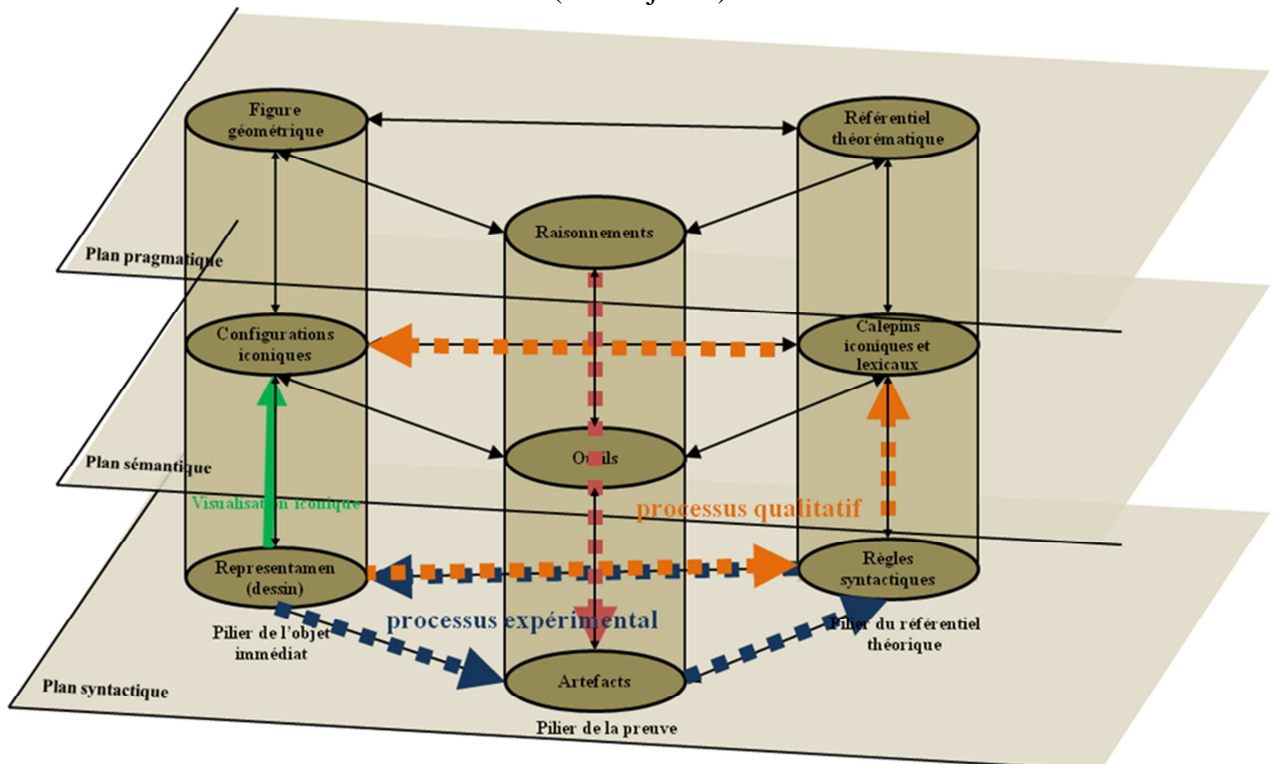 Figure
géométrique
Référentiel
théorématique
Raisonnements
Plan pragmatique
Configurations
iconiques
Calepins
iconiques et
lexicaux
Outils
Plan sémantique
Visualisation iconique
processus qualitatif
Representamen
(dessin)
Règles
syntactiques
processus expérimental
Pilier de l'objet
immédiat
Pilier du référentiel
théorique
Artefacts
Plan syntactique
Pilier de la preuve